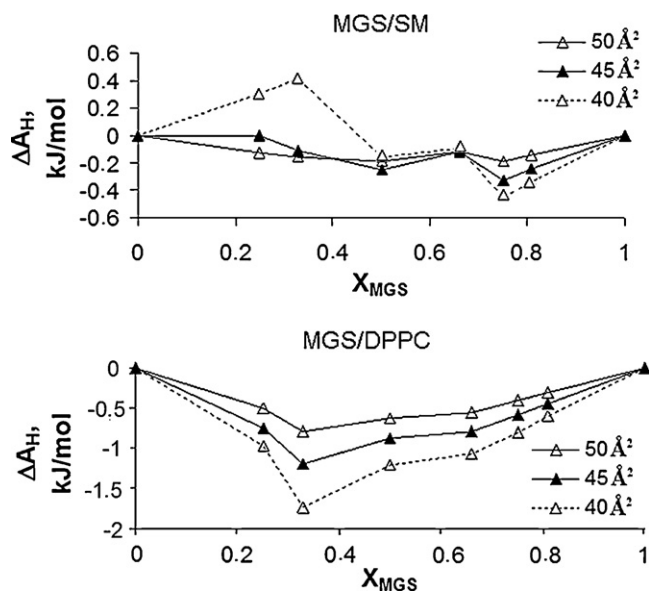 MGS/SM
50 Å²
45 Å²
40 Å²
ΔA_H,
kJ/mol
0.6
0.4
0.2
0
-0.2
-0.4
-0.6
0 0.2 0.4 0.6 0.8 1
X_MGS
MGS/DPPC
ΔA_H,
kJ/mol
0
-0.5
-1
-1.5
-2
50 Å²
45 Å²
40 Å²
0 0.2 0.4 0.6 0.8 1
X_MGS